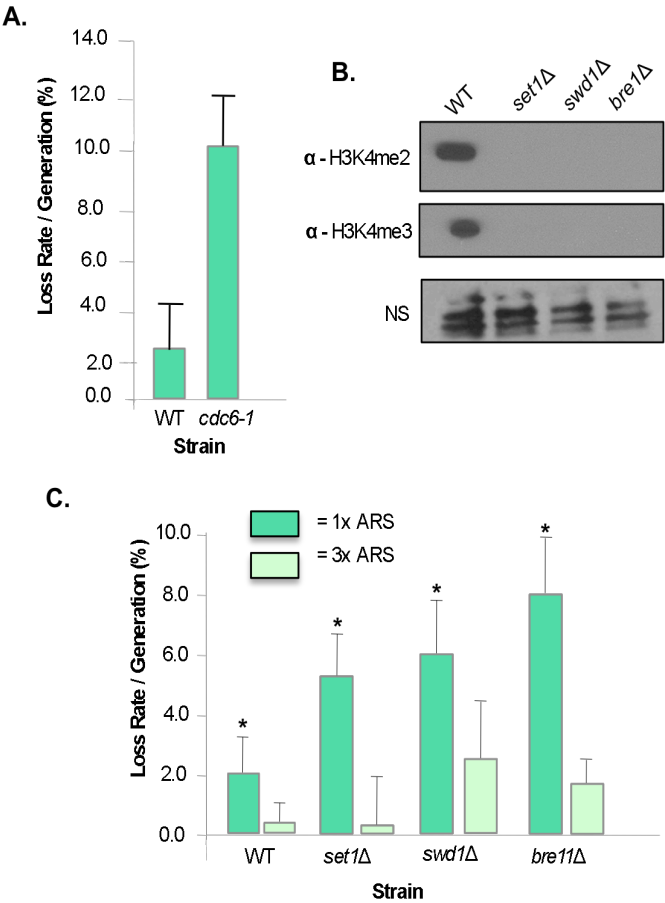 A.
14.0
12.0
10.0
8.0
6.0
4.0
2.0
0.0
Loss Rate / Generation (%)
WT cdc6-1
Strain
B.
WT set1Δ swd1Δ bre1Δ
α - H3K4me2
α - H3K4me3
NS
C.
= 1x ARS
= 3x ARS
10.0
8.0
6.0
4.0
2.0
0.0
Loss Rate / Generation (%)
* * * *
WT set1Δ swd1Δ bre11Δ
Strain